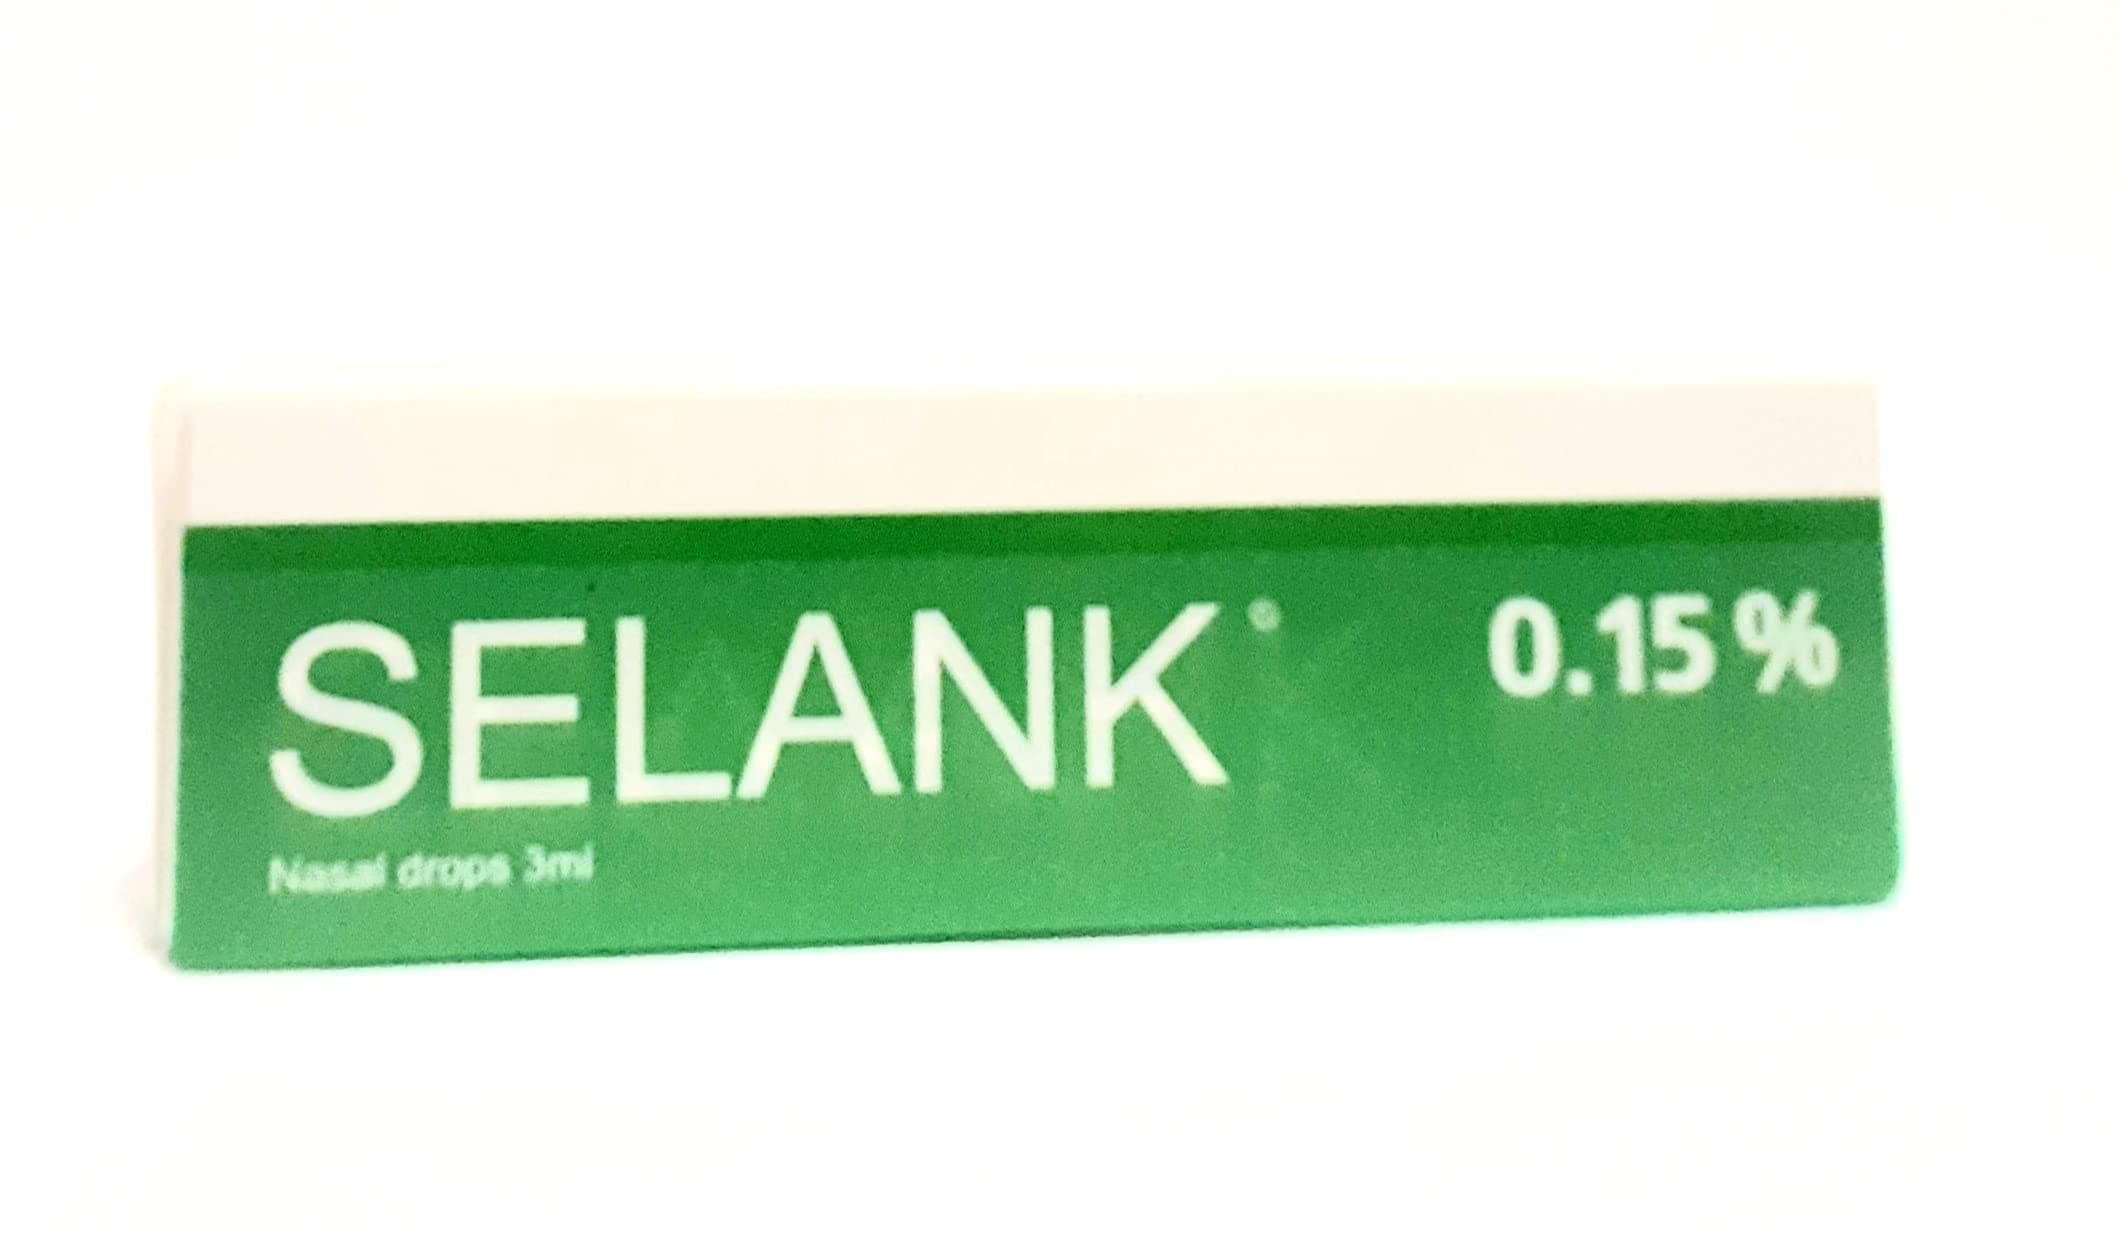 SELANK® 0.15%
Nasal drops 3ml